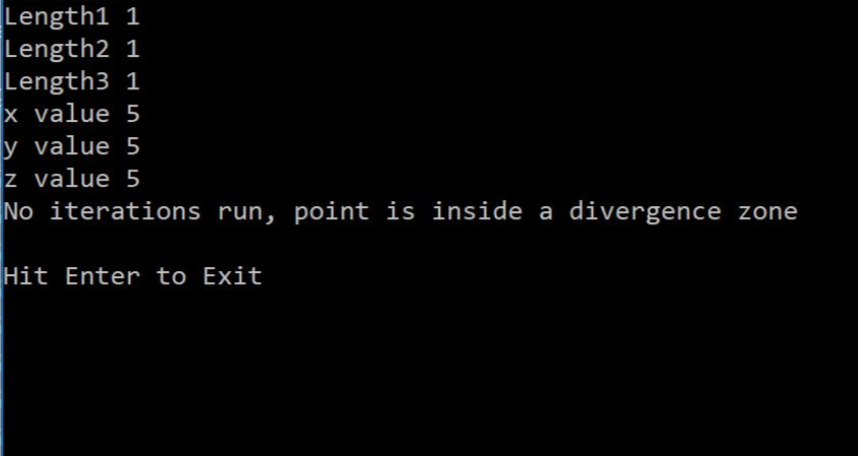 Length1 1
Length2 1
Length3 1
x value 5
y value 5
z value 5
No iterations run, point is inside a divergence zone
Hit Enter to Exit